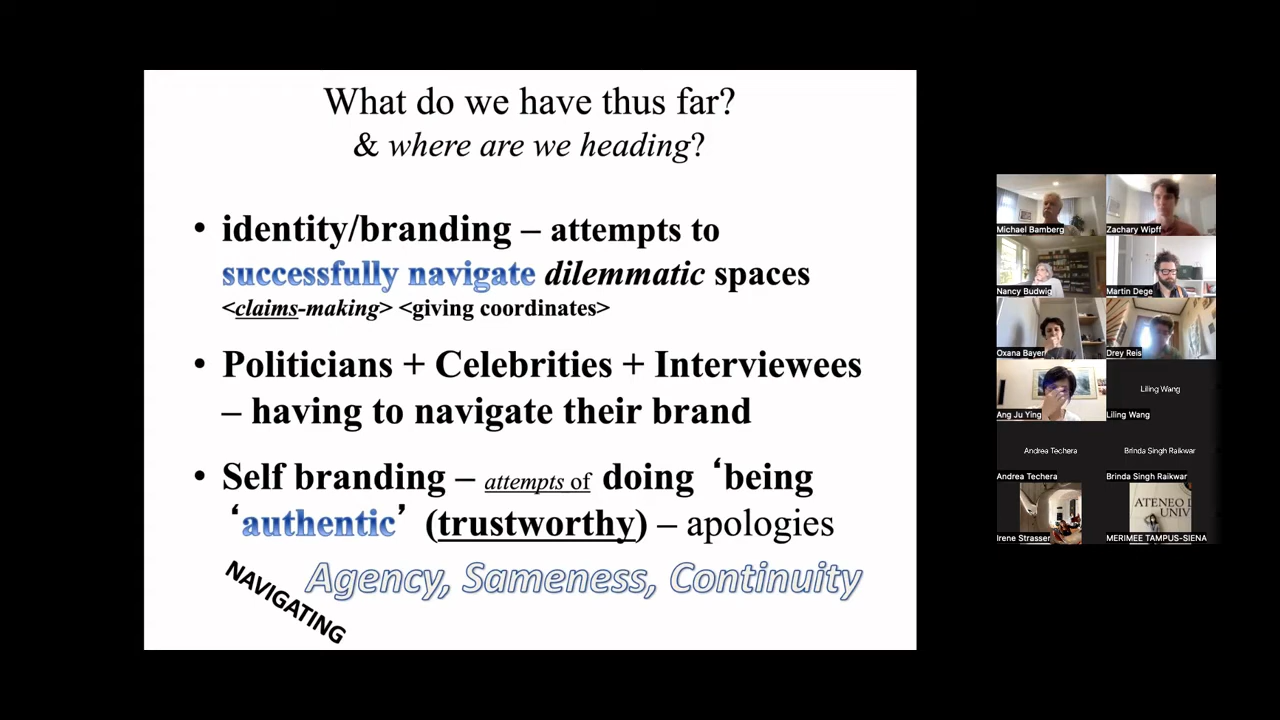 What do we have thus far?
& where are we heading?
• identity/branding – attempts to
successfully navigate dilemmatic spaces
<claims-making> <giving coordinates>
• Politicians + Celebrities + Interviewees
– having to navigate their brand
• Self branding – attempts of doing ‘being
‘authentic’ (trustworthy) – apologies
NAVIGATING
Agency, Sameness, Continuity
Michael Bamberg
Zachary Wipff
Nancy Budwig
Martin Dege
Oxana Bayer
Drey Reis
Ang Ju Ying
Liling Wang
Liling Wang
Andrea Techera
Brinda Singh Raikwar
Andrea Techera
Brinda Singh Raikwar
ATENEO
UNIV
Irene Strasser
MERIMEE TAMPUS-SIENA